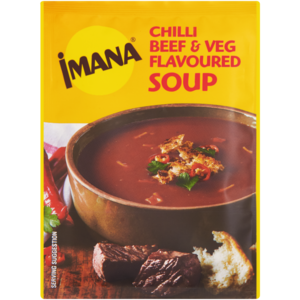 imana®
CHILLI
BEEF & VEG
FLAVOURED
SOUP
SERVING SUGGESTION